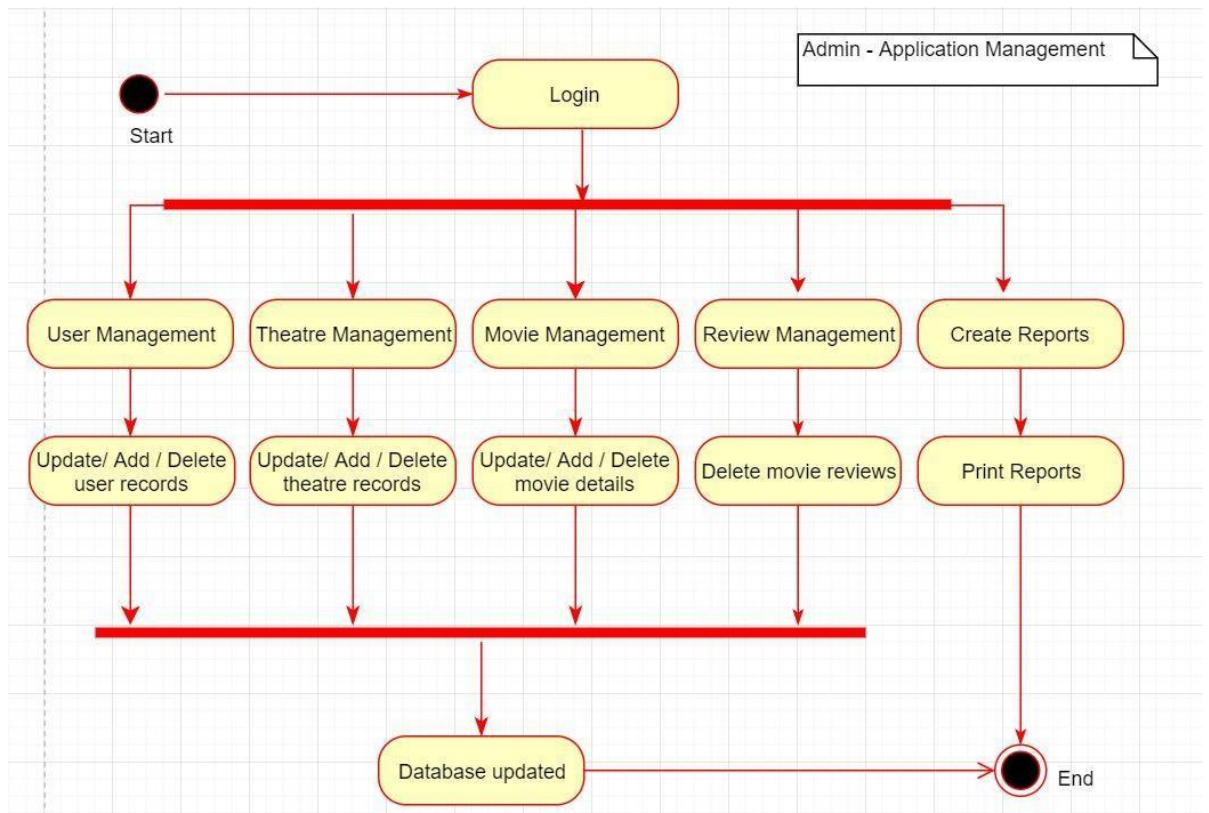 Admin - Application Management
Login
Start
User Management
Theatre Management
Movie Management
Review Management
Create Reports
Update/ Add / Delete
user records
Update/ Add / Delete
theatre records
Update/ Add / Delete
movie details
Delete movie reviews
Print Reports
Database updated
End